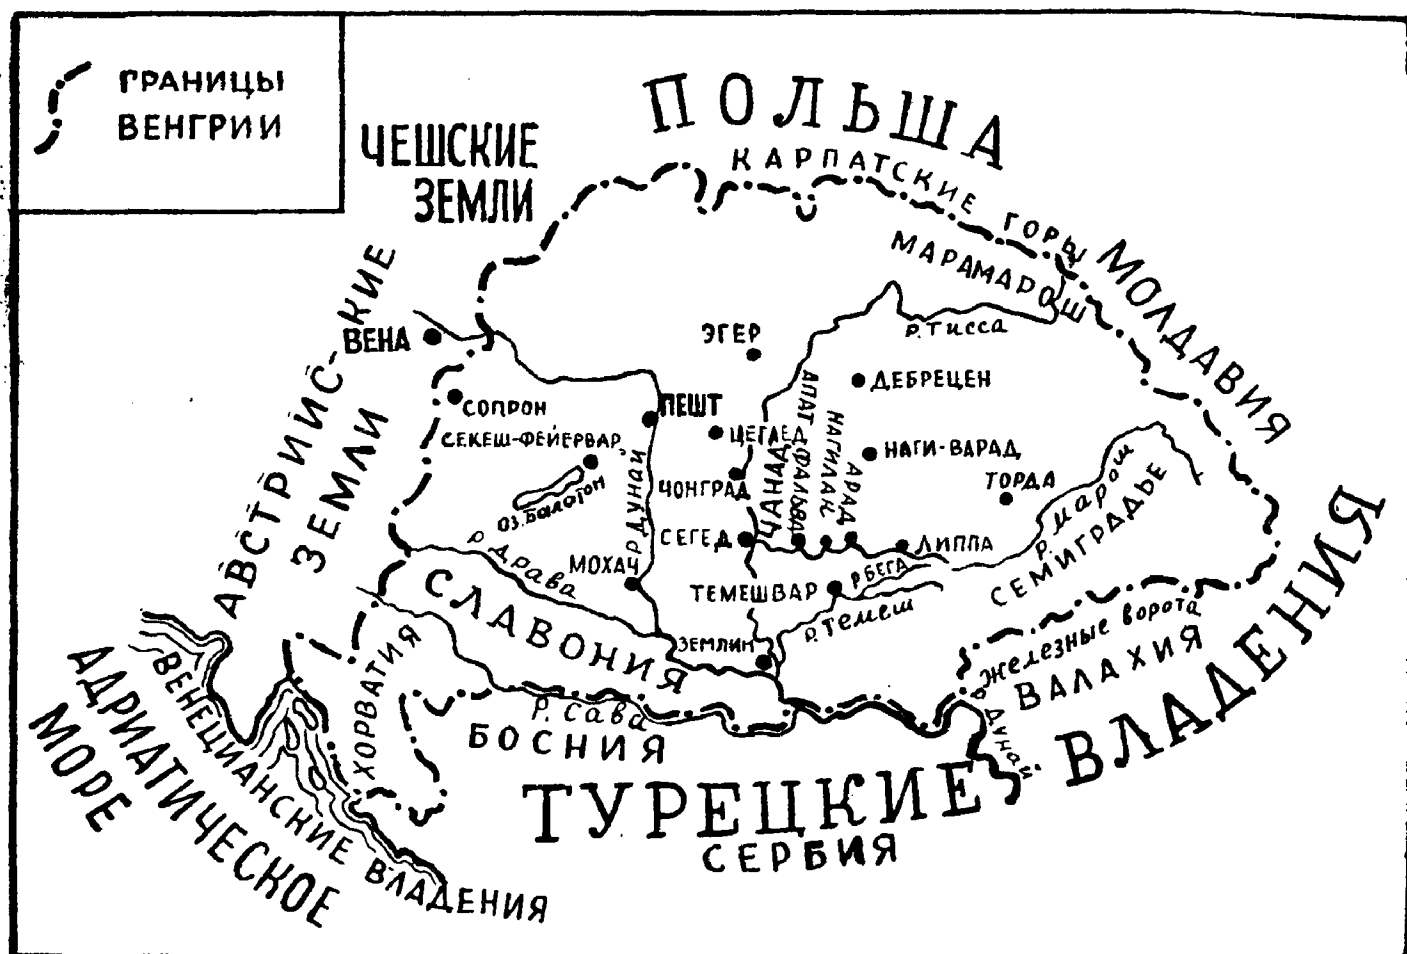 ГРАНИЦЫ
ВЕНГРИИ
ПОЛЬША
ЧЕШСКИЕ
ЗЕМЛИ
КАРПАТСКИЕ ГОРЫ
МАРАМАРОШ
МОЛДАВИЯ
АВСТРИЙС-КИЕ
ЗЕМЛИ
ВЕНА
ЭГЕР
р. Тисса
ДЕБРЕЦЕН
СОПРОН
ПЕШТ
СЕКЕШ-ФЕЙЕРВАР
ЦЕГЛЕД
НАГИ-ВАРАД
ЧОНГРАД
ЧАНАД
АПАТФАЛЬВА
НАГИЛАК
АРАД
ТОРДА
оз. Балатон
р. ДУНАЙ
СЕГЕД
ЛИППА
р. Марош
СЕМИГРАДЬЕ
р. Драва
МОХАЧ
ТЕМЕШВАР
р. БЕГА
р. Темеш
СЛАВОНИЯ
ЗЕМЛИН
Железные ворота
ВАЛАХИЯ
ХОРВАТИЯ
р. Сава
БОСНИЯ
р. Дунай
ТУРЕЦКИЕ ВЛАДЕНИЯ
СЕРБИЯ
АДРИАТИЧЕСКОЕ
МОРЕ
ВЕНЕЦИАНСКИЕ ВЛАДЕНИЯ